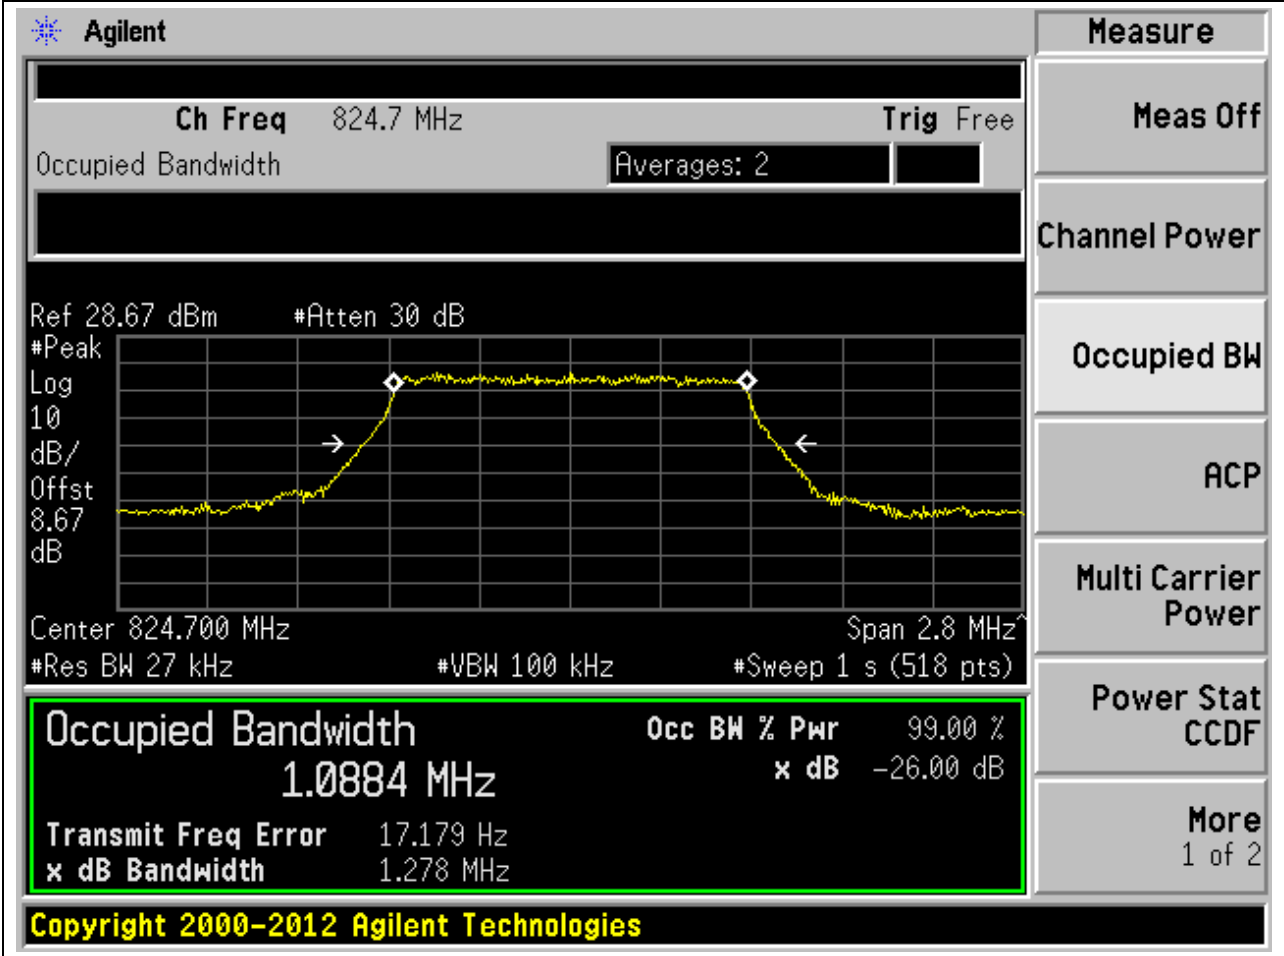 Agilent
Measure
Ch Freq 824.7 MHz Trig Free
Occupied Bandwidth Averages: 2
Meas Off
Channel Power
Occupied BW
ACP
Multi Carrier
Power
Power Stat
CCDF
More
1 of 2
Ref 28.67 dBm #Atten 30 dB
#Peak
Log
10
dB/
Offst
8.67
dB
Center 824.700 MHz Span 2.8 MHz^
#Res BW 27 kHz #VBW 100 kHz #Sweep 1 s (518 pts)
Occupied Bandwidth Occ BW % Pwr 99.00 %
1.0884 MHz x dB -26.00 dB
Transmit Freq Error 17.179 Hz
x dB Bandwidth 1.278 MHz
Copyright 2000-2012 Agilent Technologies